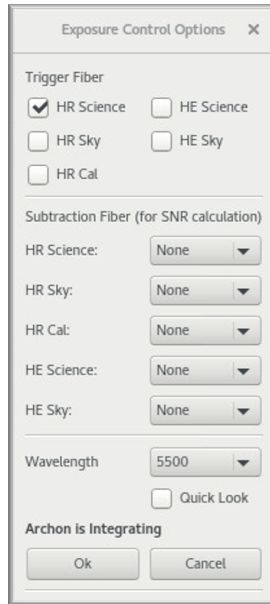 Exposure Control Options ×
Trigger Fiber
HR Science HE Science
HR Sky HE Sky
HR Cal
Subtraction Fiber (for SNR calculation)
HR Science: None
HR Sky: None
HR Cal: None
HE Science: None
HE Sky: None
Wavelength 5500
Quick Look
Archon is Integrating
Ok Cancel